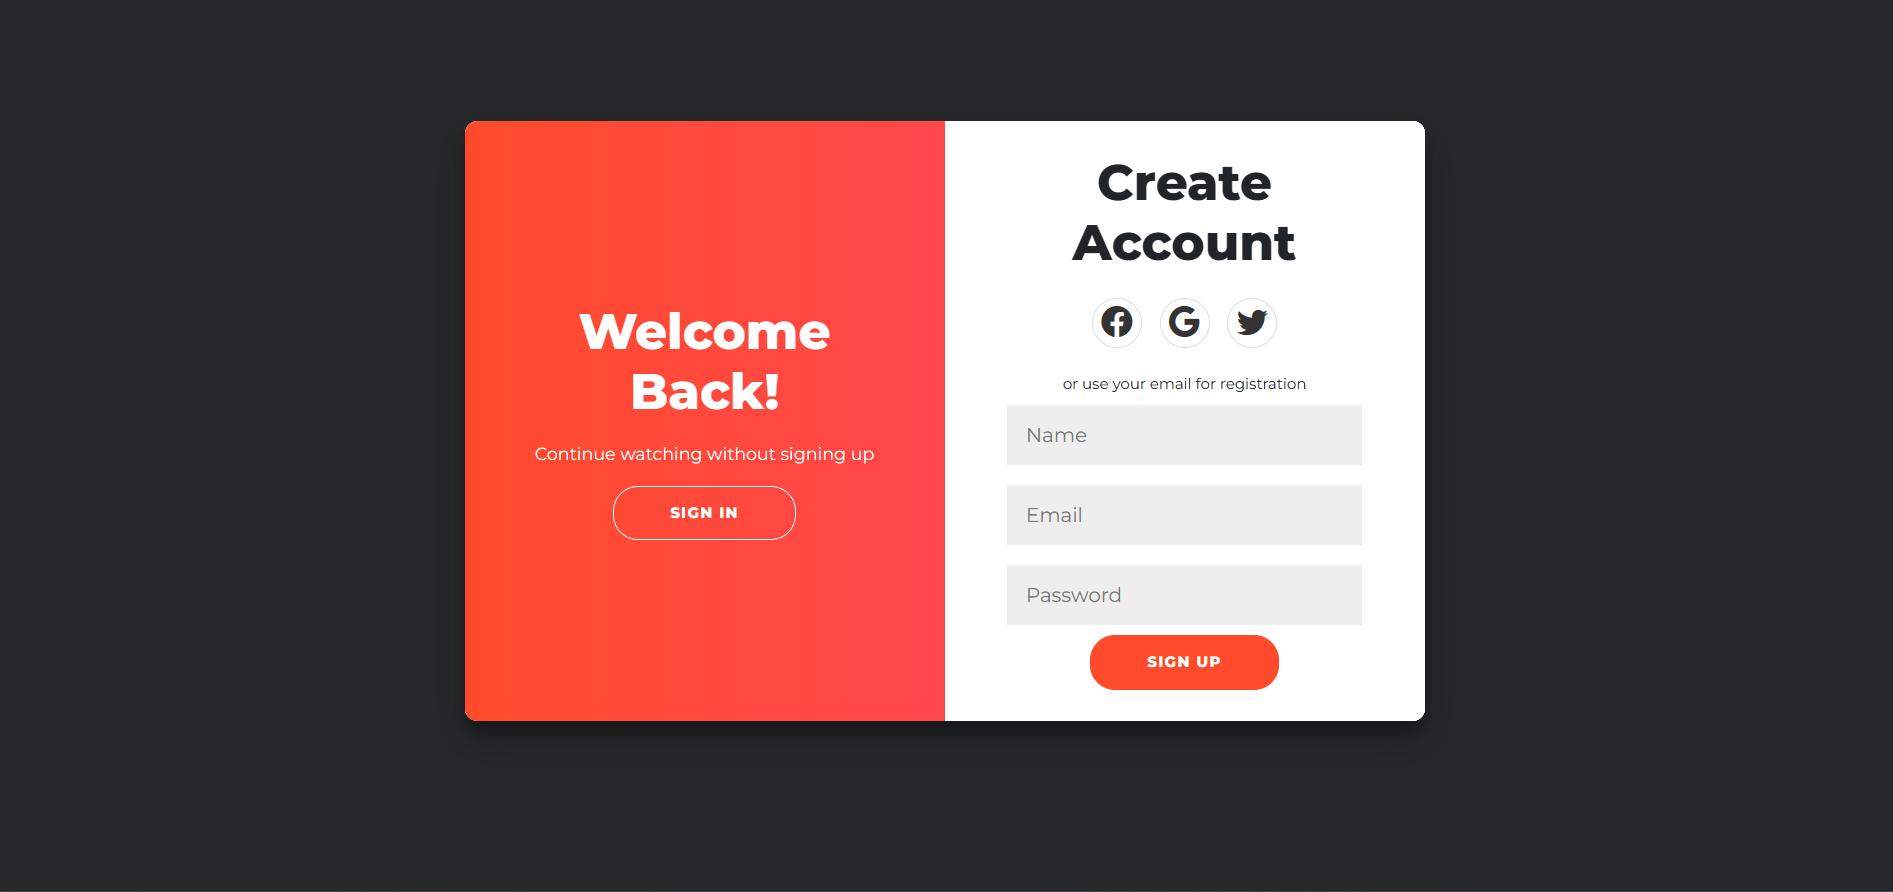 Welcome
Back!
Continue watching without signing up
SIGN IN
Create
Account
or use your email for registration
Name
Email
Password
SIGN UP